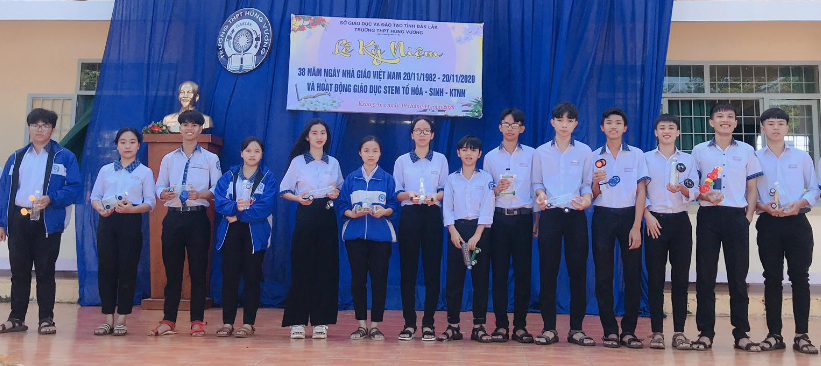 TRƯỜNG THPT HÙNG VƯƠNG
SỞ GIÁO DỤC VÀ ĐÀO TẠO TỈNH ĐẮK LẮK
TRƯỜNG THPT HÙNG VƯƠNG
Lễ Kỷ Niệm
38 NĂM NGÀY NHÀ GIÁO VIỆT NAM 20/11/1982 - 20/11/2020
VÀ HOẠT ĐỘNG GIÁO DỤC STEM TỔ HÓA - SINH - KTNN